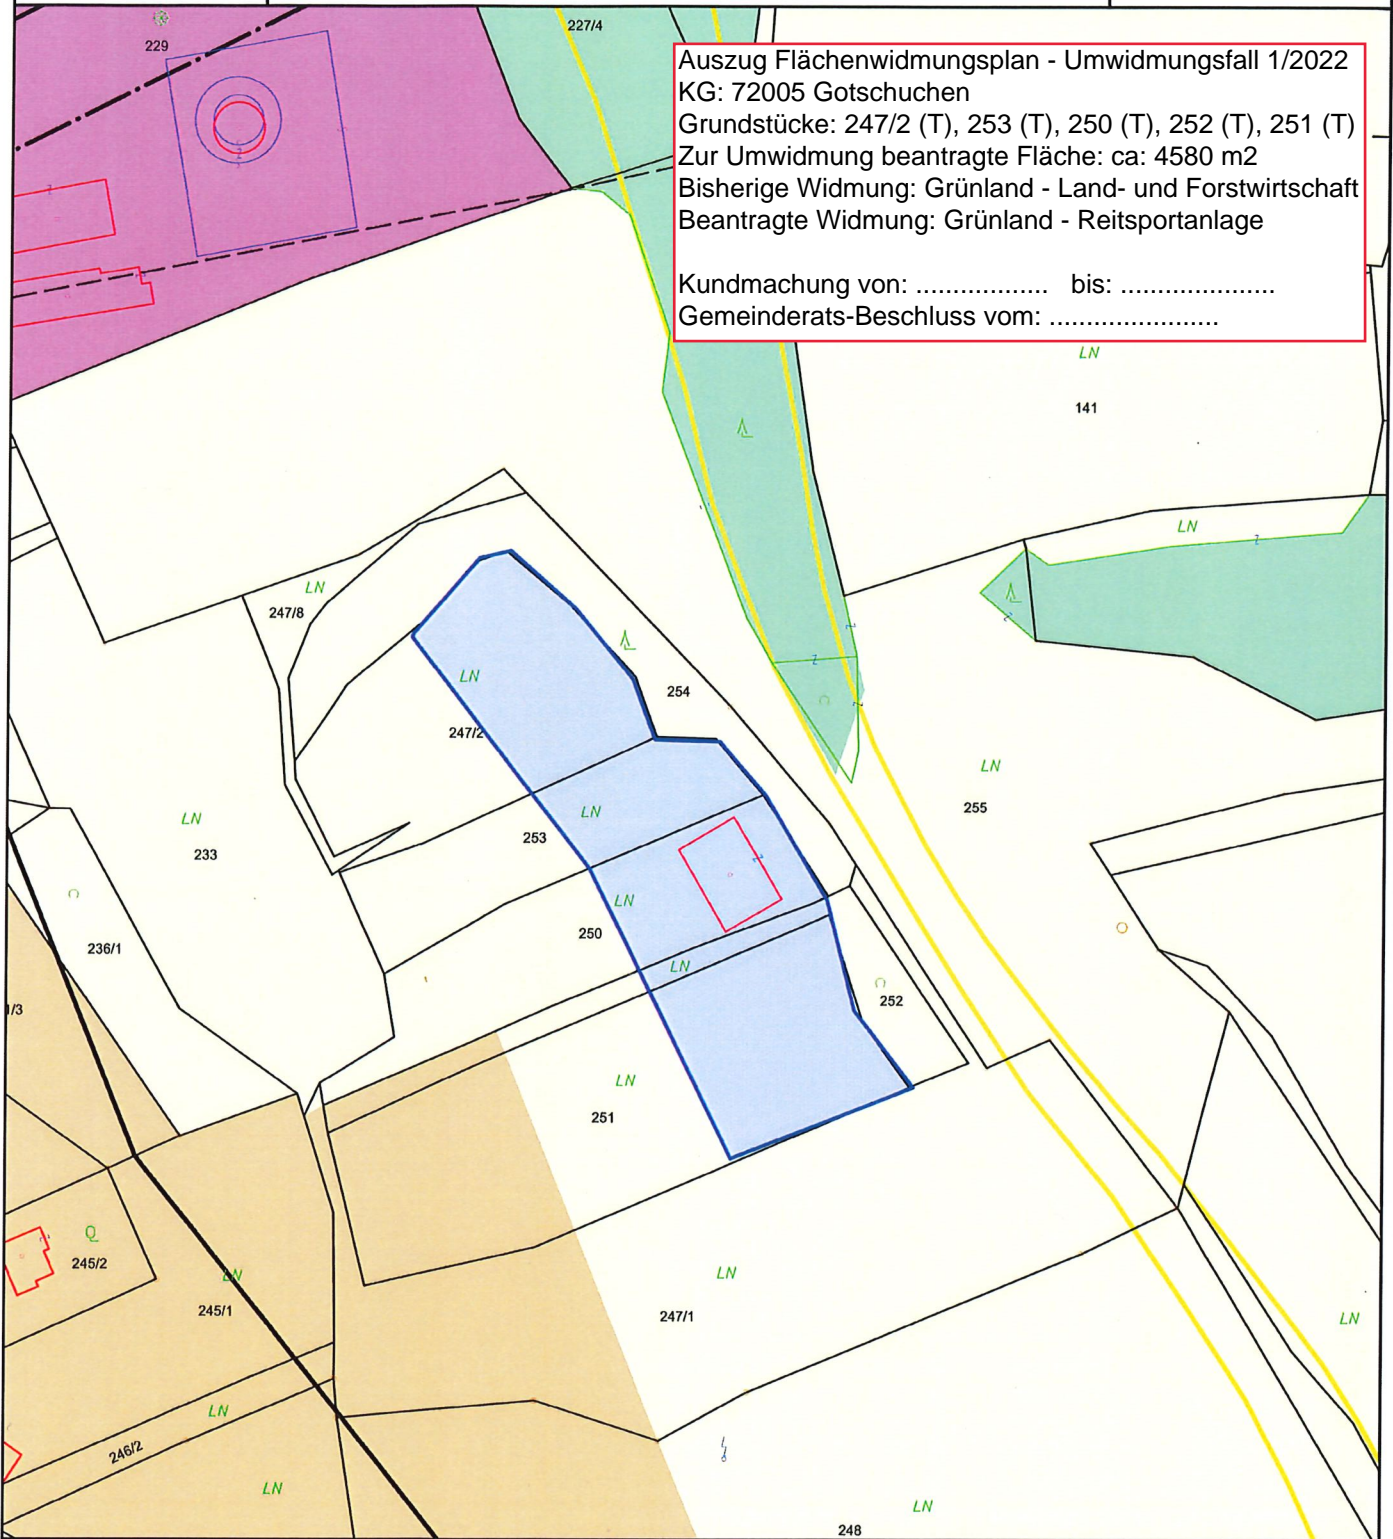 227/4
229
Auszug Flächenwidmungsplan - Umwidmungsfall 1/2022
KG: 72005 Gotschuchen
Grundstücke: 247/2 (T), 253 (T), 250 (T), 252 (T), 251 (T)
Zur Umwidmung beantragte Fläche: ca: 4580 m2
Bisherige Widmung: Grünland - Land- und Forstwirtschaft
Beantragte Widmung: Grünland - Reitsportanlage
Kundmachung von: .................. bis: .....................
Gemeinderats-Beschluss vom: .......................
LN
141
LN
LN
247/8
LN
254
247/2
LN
255
LN
LN
253
233
LN
250
236/1
LN
252
1/3
LN
251
245/2
LN
LN
245/1
247/1
LN
LN
246/2
LN
LN
248